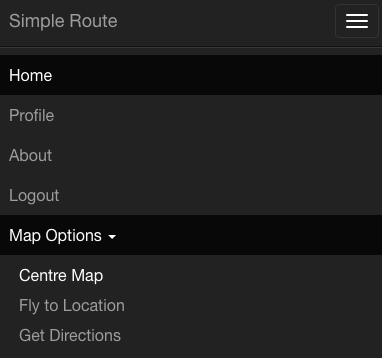 Simple Route
Home
Profile
About
Logout
Map Options
Centre Map
Fly to Location
Get Directions